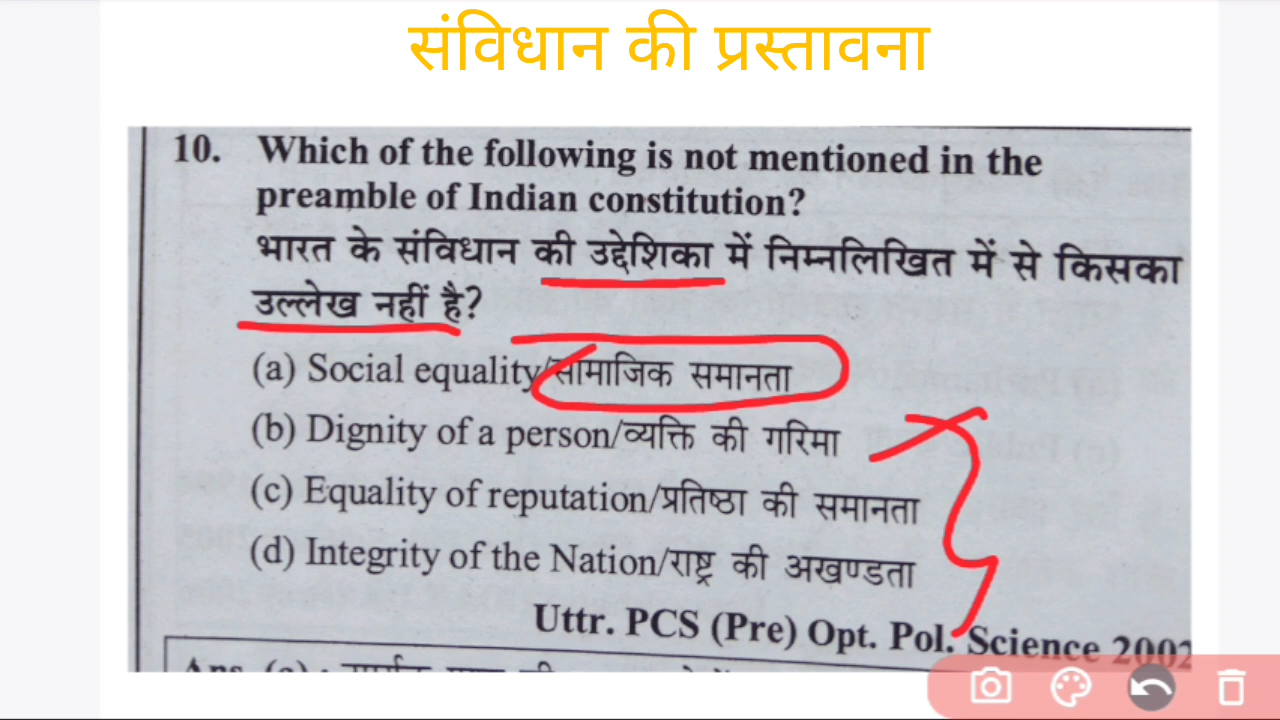 संविधान की प्रस्तावना
10. Which of the following is not mentioned in the
preamble of Indian constitution?
भारत के संविधान की उद्देशिका में निम्नलिखित में से किसका
उल्लेख नहीं है?
(a) Social equality/सामाजिक समानता
(b) Dignity of a person/व्यक्ति की गरिमा
(c) Equality of reputation/प्रतिष्ठा की समानता
(d) Integrity of the Nation/राष्ट्र की अखण्डता
Uttr. PCS (Pre) Opt. Pol. Science 2002